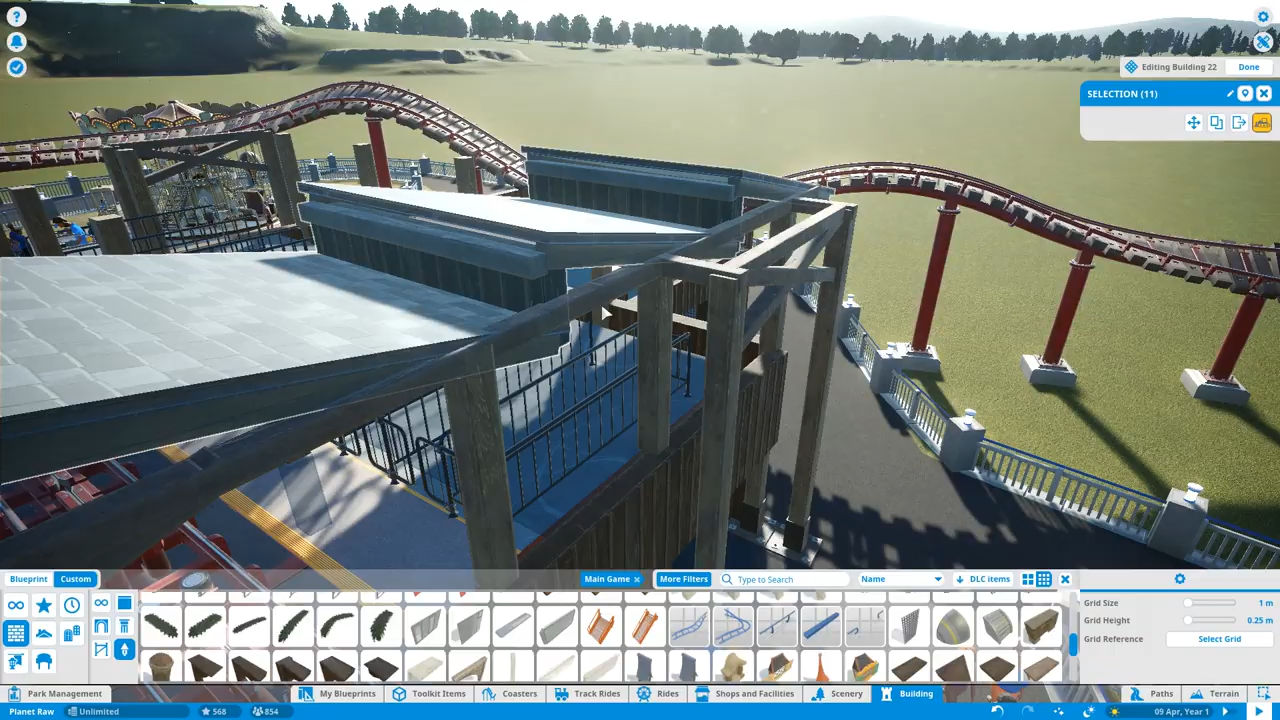 Editing Building 22
Done
SELECTION (11)
Blueprint
Custom
Main Game ×
More Filters
Type to Search
Name
DLC items
Grid Size
1 m
Grid Height
0.25 m
Grid Reference
Select Grid
Park Management
My Blueprints
Toolkit Items
Coasters
Track Rides
Rides
Shops and Facilities
Scenery
Building
Paths
Terrain
Planet Raw
Unlimited
568
854
09 Apr, Year 1